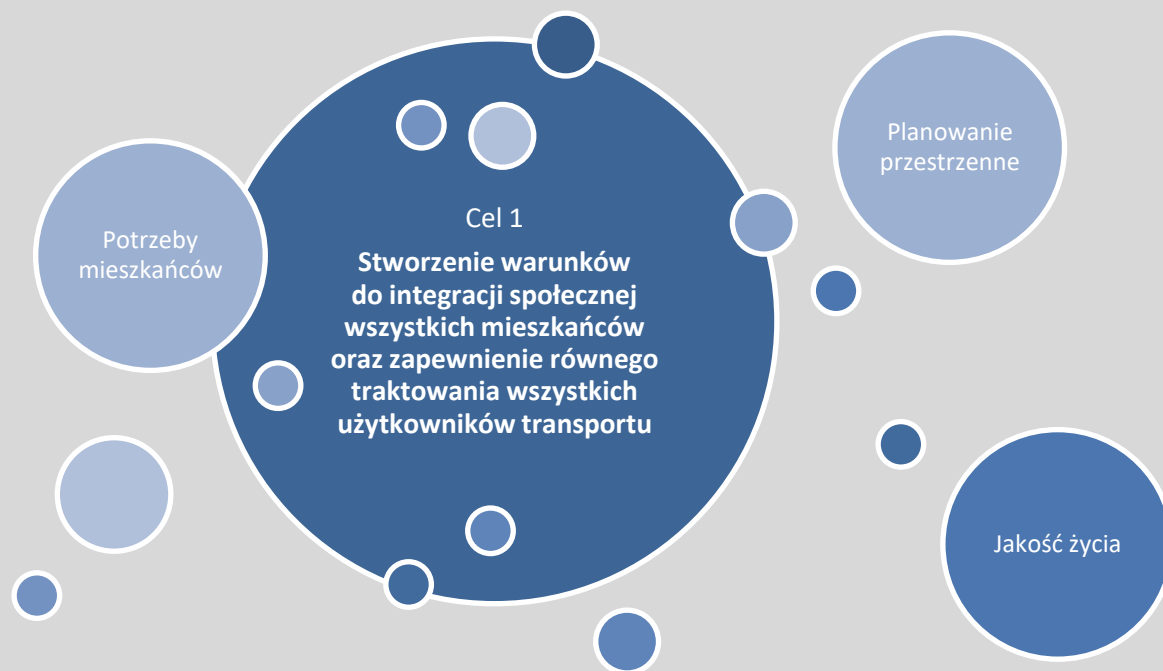 Planowanie
przestrzenne
Potrzeby
mieszkańców
Cel 1
Stworzenie warunków
do integracji społecznej
wszystkich mieszkańców
oraz zapewnienie równego
traktowania wszystkich
użytkowników transportu
Jakość życia